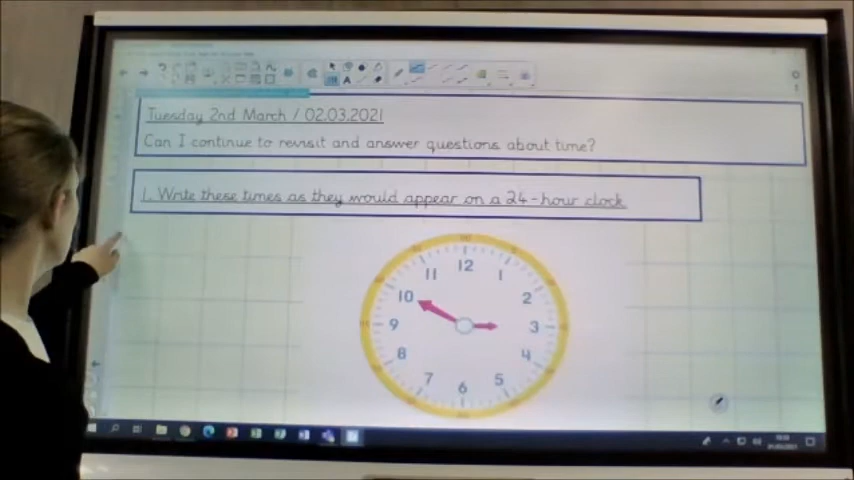 Tuesday 2nd March / 02.03.2021
Can I continue to revisit and answer questions about time?
1. Write these times as they would appear on a 24-hour clock.
12
11 1
10 2
9 3
8 4
7 5
6